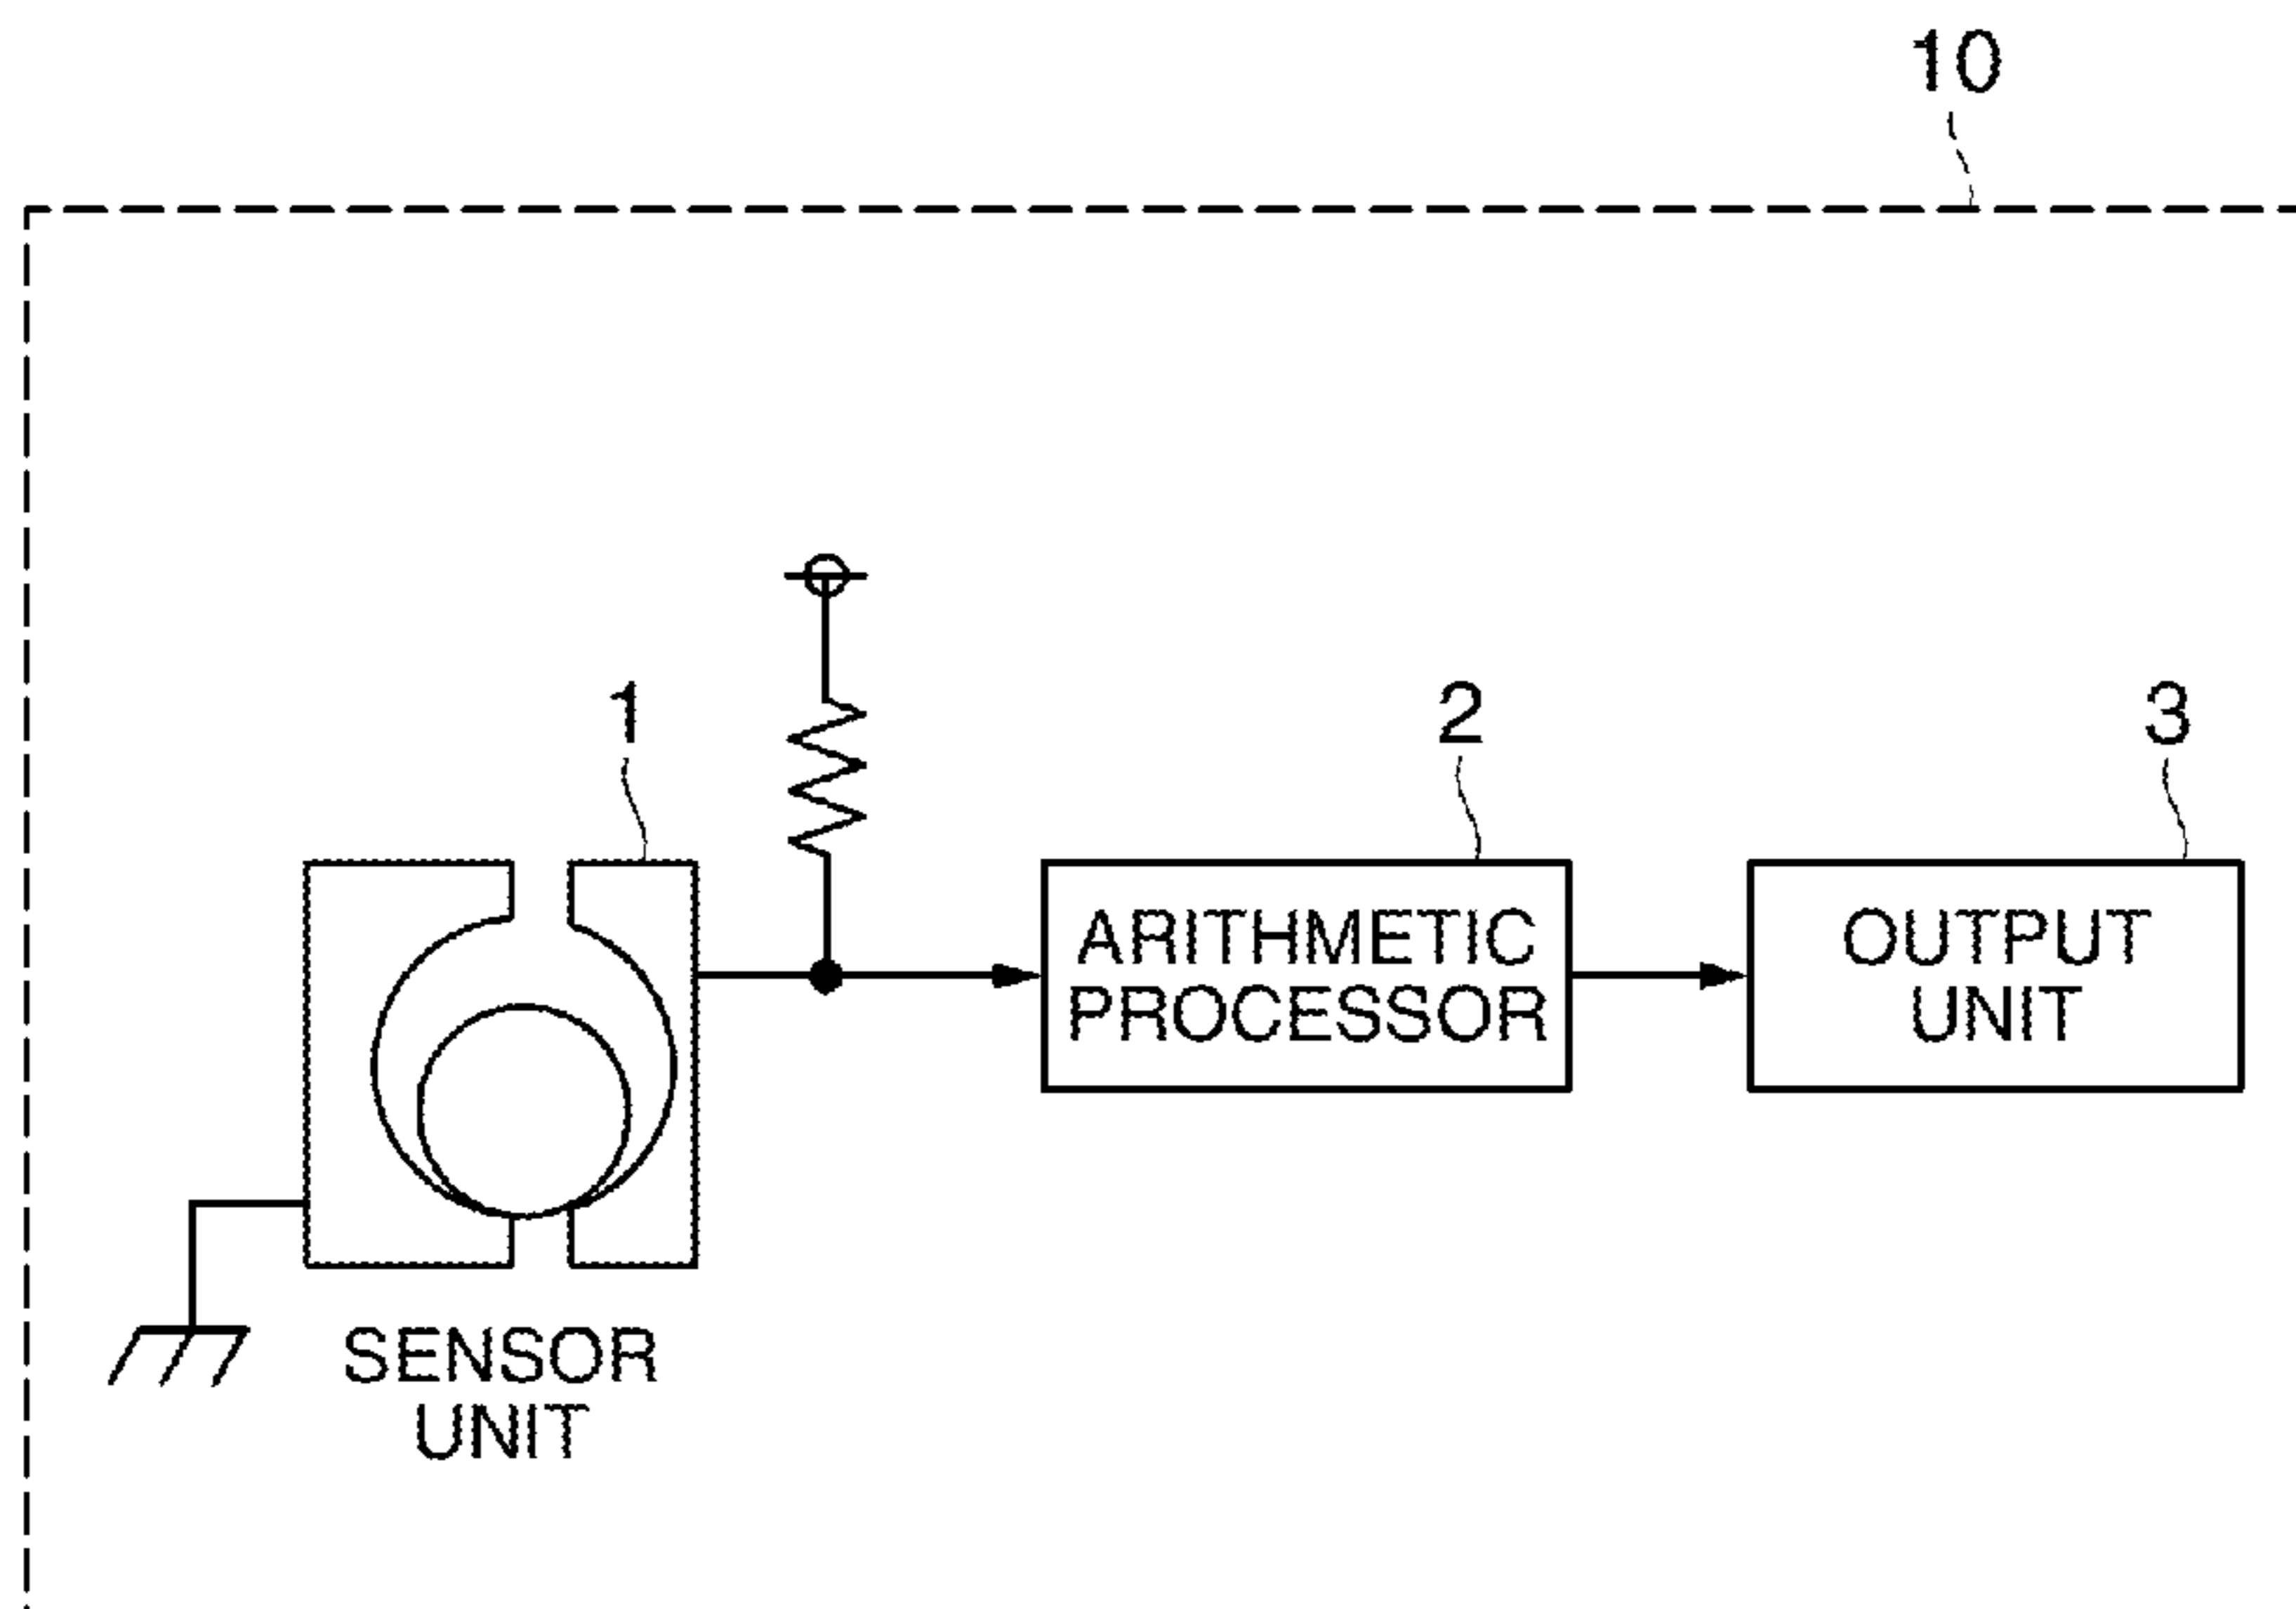 10
1
2
3
ARITHMETIC
PROCESSOR
OUTPUT
UNIT
SENSOR
UNIT